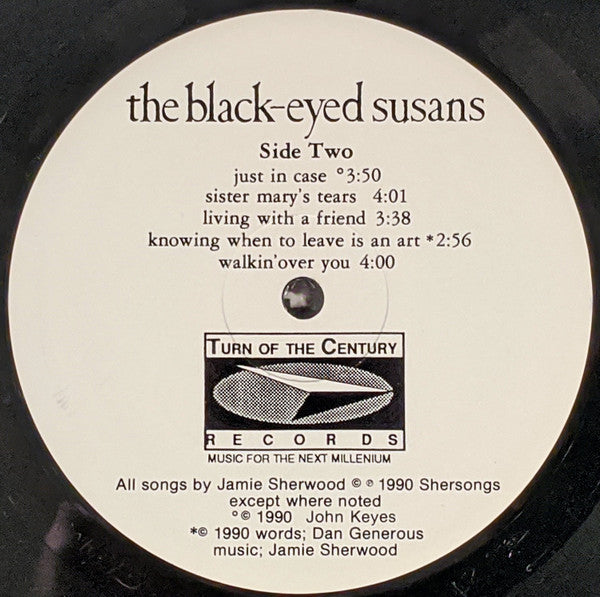 the black-eyed susans
Side Two
just in case °3:50
sister mary's tears 4:01
living with a friend 3:38
knowing when to leave is an art *2:56
walkin'over you 4:00
TURN OF THE CENTURY
RECORDS
MUSIC FOR THE NEXT MILLENIUM
All songs by Jamie Sherwood © ℗ 1990 Shersongs
except where noted
°© 1990 John Keyes
*© 1990 words; Dan Generous
music; Jamie Sherwood